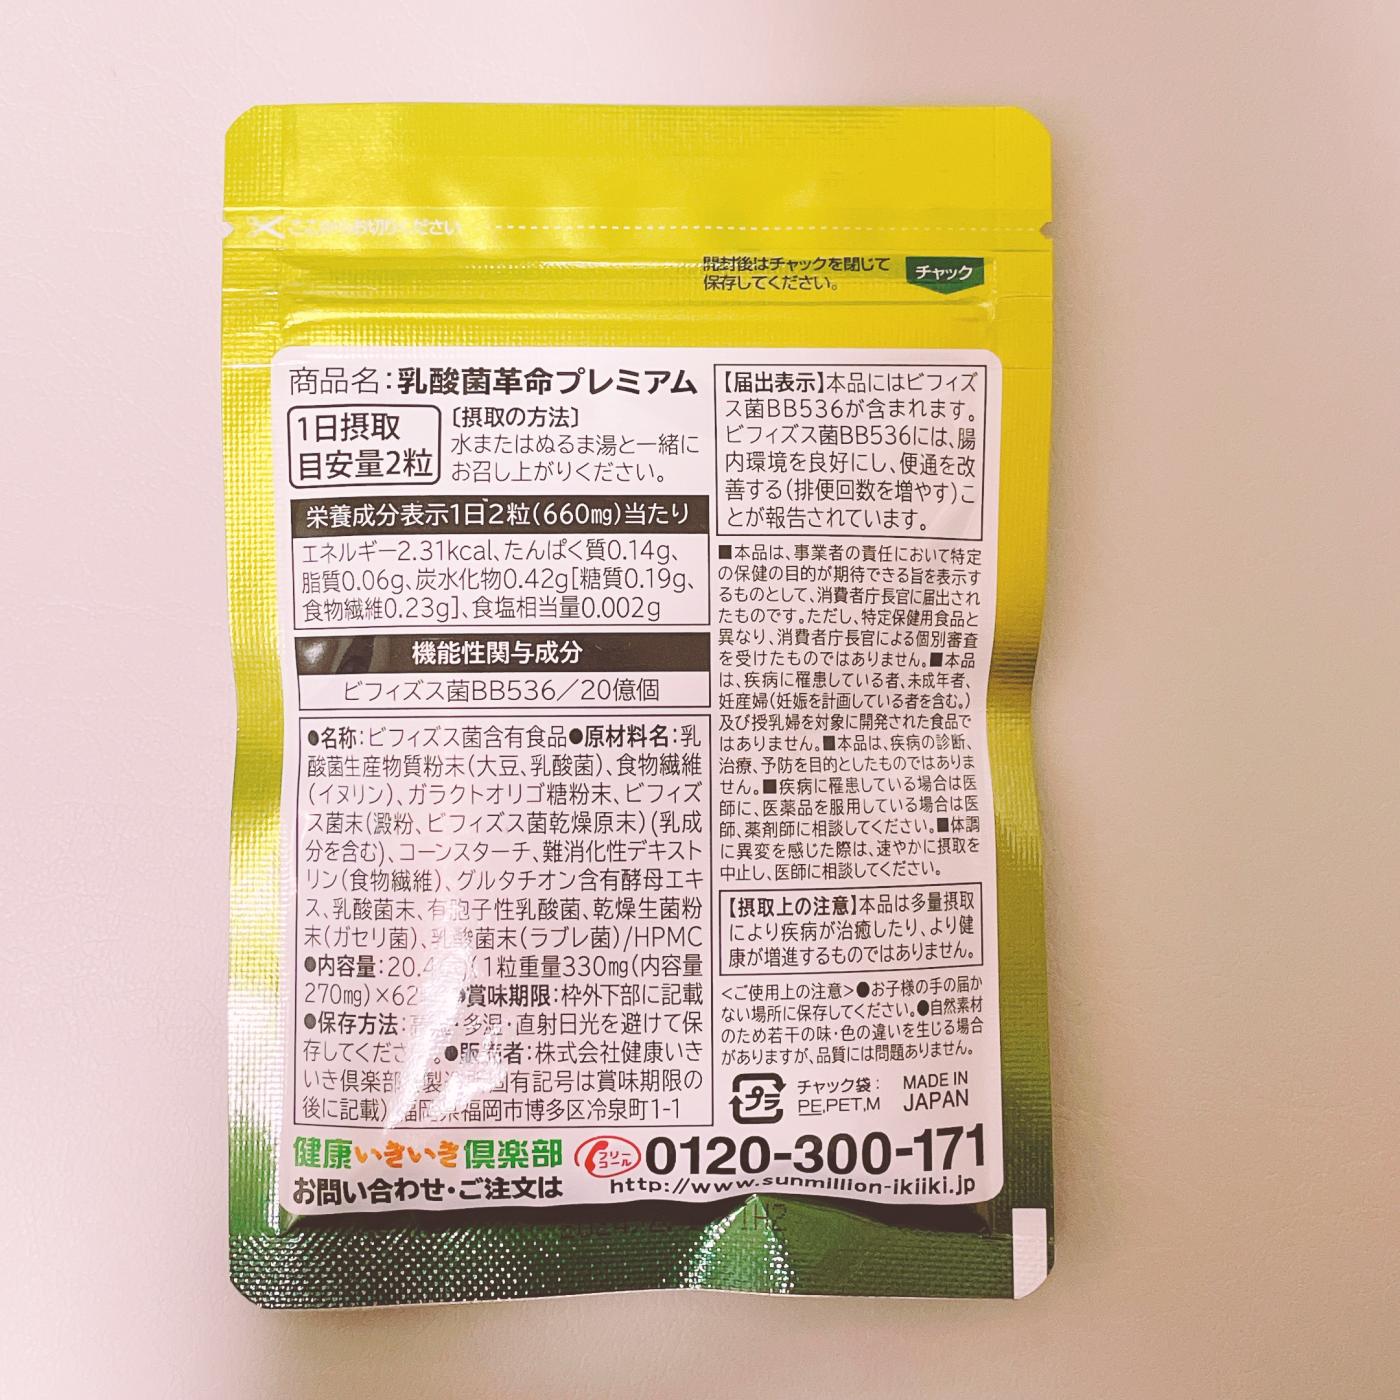 ここからお切りください
開封後はチャックを閉じて
保存してください。
チャック
商品名:乳酸菌革命プレミアム
1日摂取
目安量2粒
〔摂取の方法〕
水またはぬるま湯と一緒に
お召し上がりください。
栄養成分表示1日2粒(660㎎)当たり
エネルギー2.31kcal、たんぱく質0.14g、
脂質0.06g、炭水化物0.42g[糖質0.19g、
食物繊維0.23g]、食塩相当量0.002g
機能性関与成分
ビフィズス菌BB536/20億個
●名称:ビフィズス菌含有食品●原材料名:乳
酸菌生産物質粉末(大豆、乳酸菌)、食物繊維
(イヌリン)、ガラクトオリゴ糖粉末、ビフィズ
ス菌末(澱粉、ビフィズス菌乾燥原末)(乳成
分を含む)、コーンスターチ、難消化性デキスト
リン(食物繊維)、グルタチオン含有酵母エキ
ス、乳酸菌末、有胞子性乳酸菌、乾燥生菌粉
末(ガセリ菌)、乳酸菌末(ラブレ菌)/HPMC
●内容量:20.4 (1粒重量330㎎(内容量
270㎎)×62 ●賞味期限:枠外下部に記載
●保存方法:高温・多湿・直射日光を避けて保
存してください。●販売者:株式会社健康いき
いき倶楽部 製造 固有記号は賞味期限の
後に記載) 福岡県福岡市博多区冷泉町1-1
【届出表示】本品にはビフィズ
ス菌BB536が含まれます。
ビフィズス菌BB536には、腸
内環境を良好にし、便通を改
善する(排便回数を増やす)こ
とが報告されています。
■本品は、事業者の責任において特定
の保健の目的が期待できる旨を表示す
るものとして、消費者庁長官に届出され
たものです。ただし、特定保健用食品と
異なり、消費者庁長官による個別審査
を受けたものではありません。■本品
は、疾病に罹患している者、未成年者、
妊産婦(妊娠を計画している者を含む。)
及び授乳婦を対象に開発された食品で
はありません。■本品は、疾病の診断、
治療、予防を目的としたものではありま
せん。■疾病に罹患している場合は医
師に、医薬品を服用している場合は医
師、薬剤師に相談してください。■体調
に異変を感じた際は、速やかに摂取を
中止し、医師に相談してください。
【摂取上の注意】本品は多量摂取
により疾病が治癒したり、より健
康が増進するものではありません。
<ご使用上の注意>●お子様の手の届か
ない場所に保存してください。●自然素材
のため若干の味・色の違いを生じる場合
がありますが、品質には問題ありません。
プラ
チャック袋:
PE,PET,M
MADE IN
JAPAN
健康いきいき倶楽部
お問い合わせ・ご注文は
フリー
コール
0120-300-171
http://www.sunmillion-ikiiki.jp